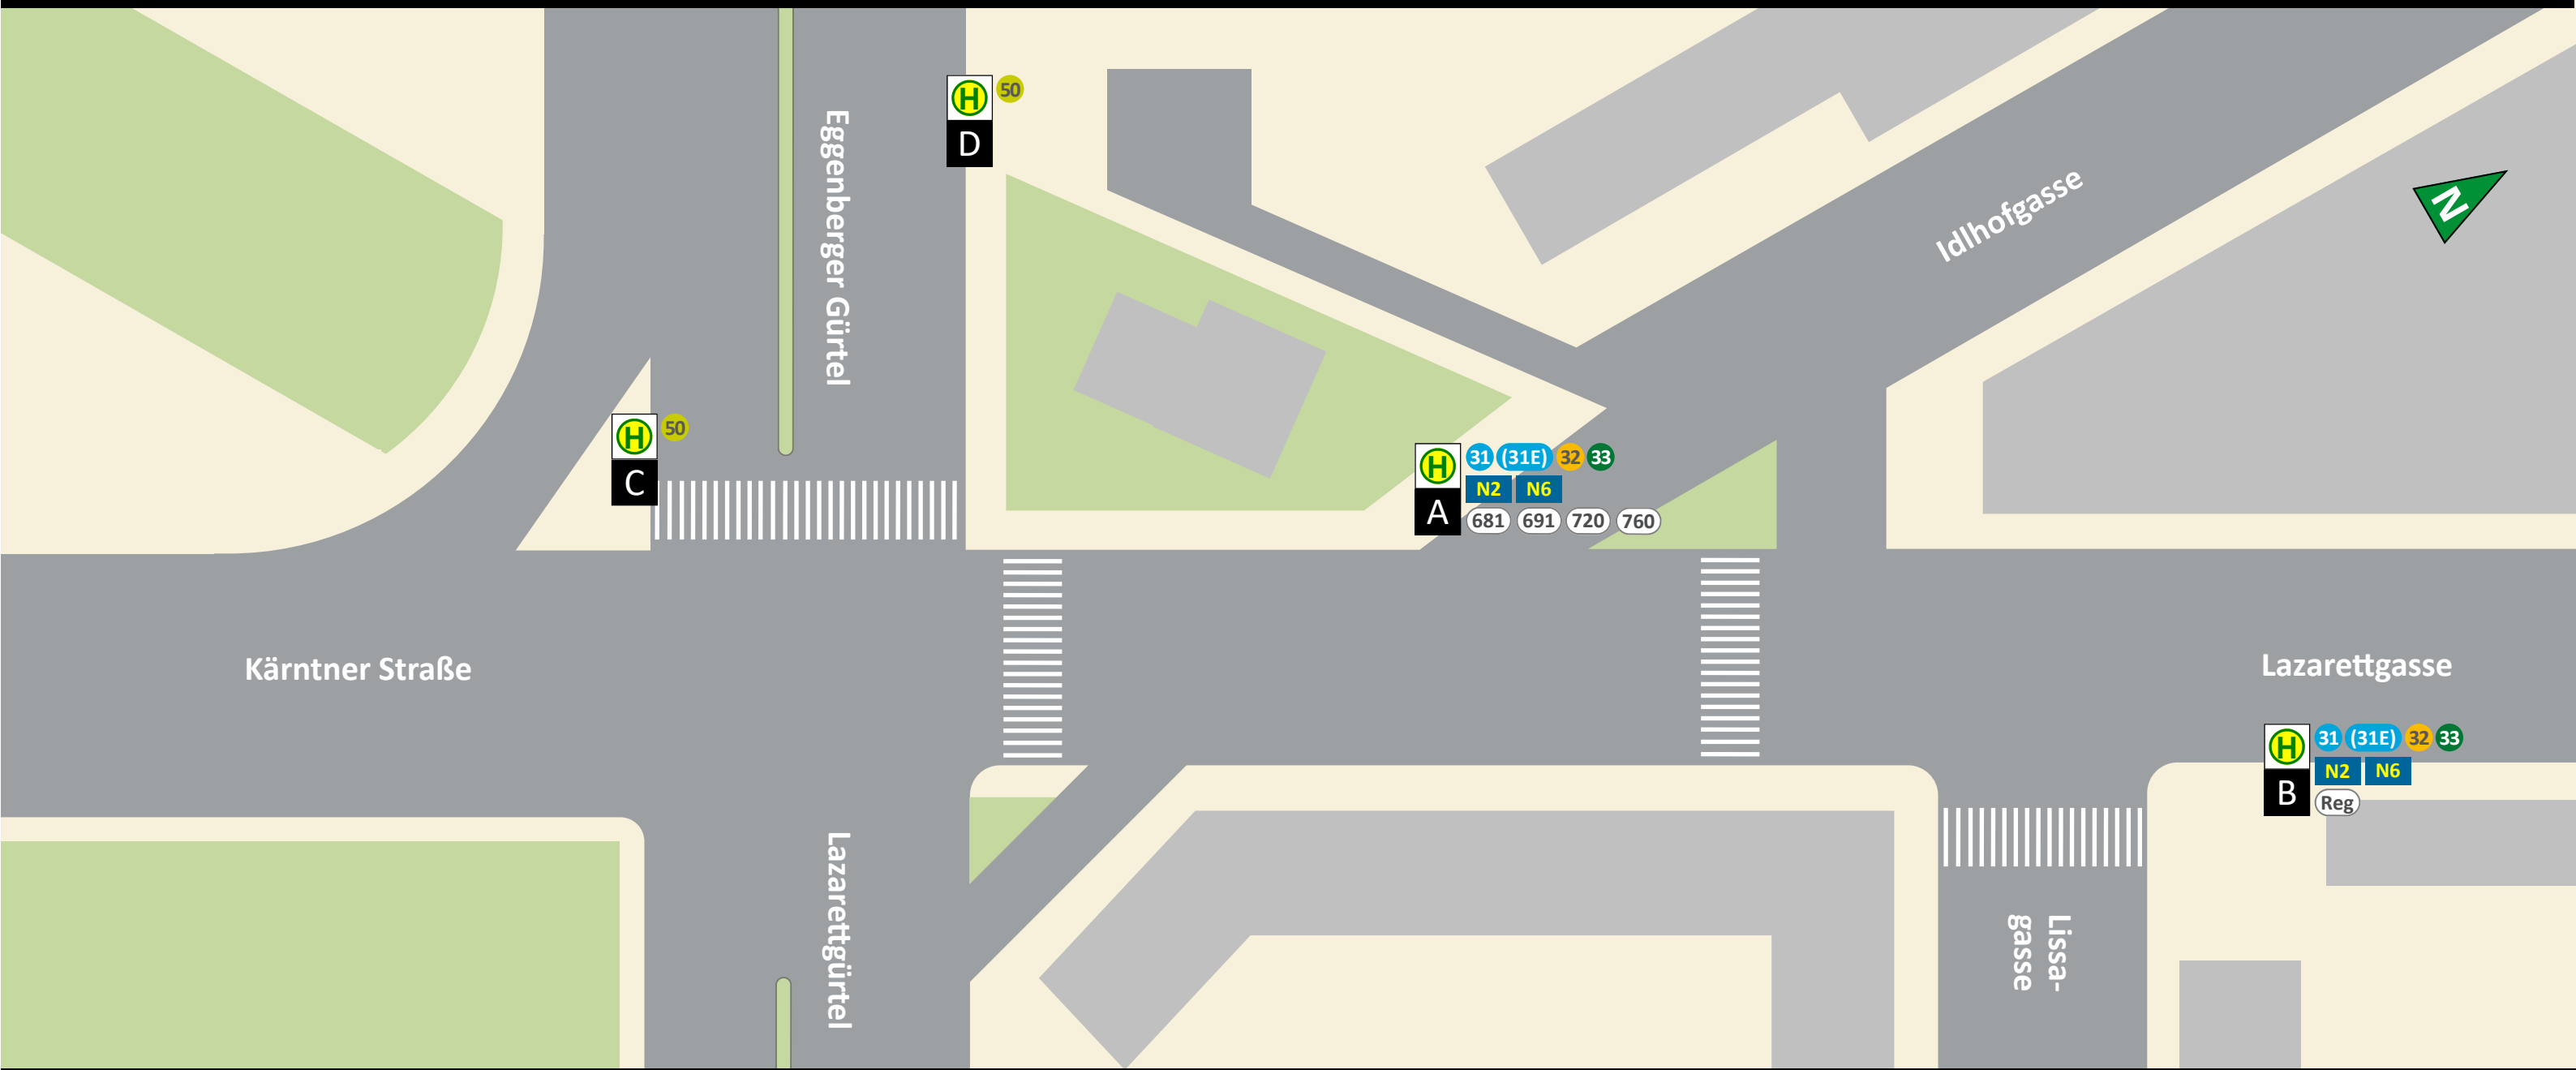 H 50
D
Eggenberger Gürtel
Idlhofgasse
N
H 50
C
H 31 (31E) 32 33
N2 N6
A 681 691 720 760
Kärntner Straße
Lazarettgasse
H 31 (31E) 32 33
N2 N6
B Reg
Lazarettgürtel
Lissa-
gasse